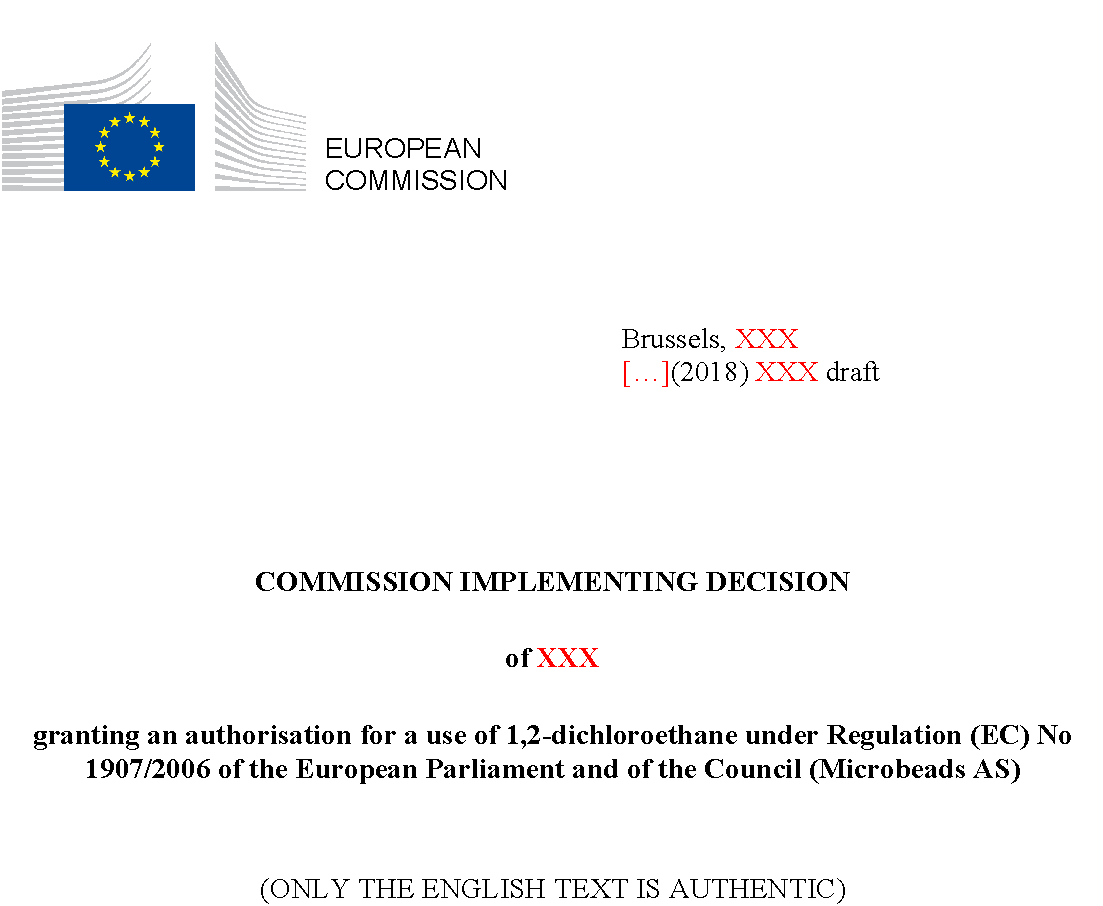 EUROPEAN
COMMISSION
Brussels, XXX
[…](2018) XXX draft
COMMISSION IMPLEMENTING DECISION
of XXX
granting an authorisation for a use of 1,2-dichloroethane under Regulation (EC) No
1907/2006 of the European Parliament and of the Council (Microbeads AS)
(ONLY THE ENGLISH TEXT IS AUTHENTIC)